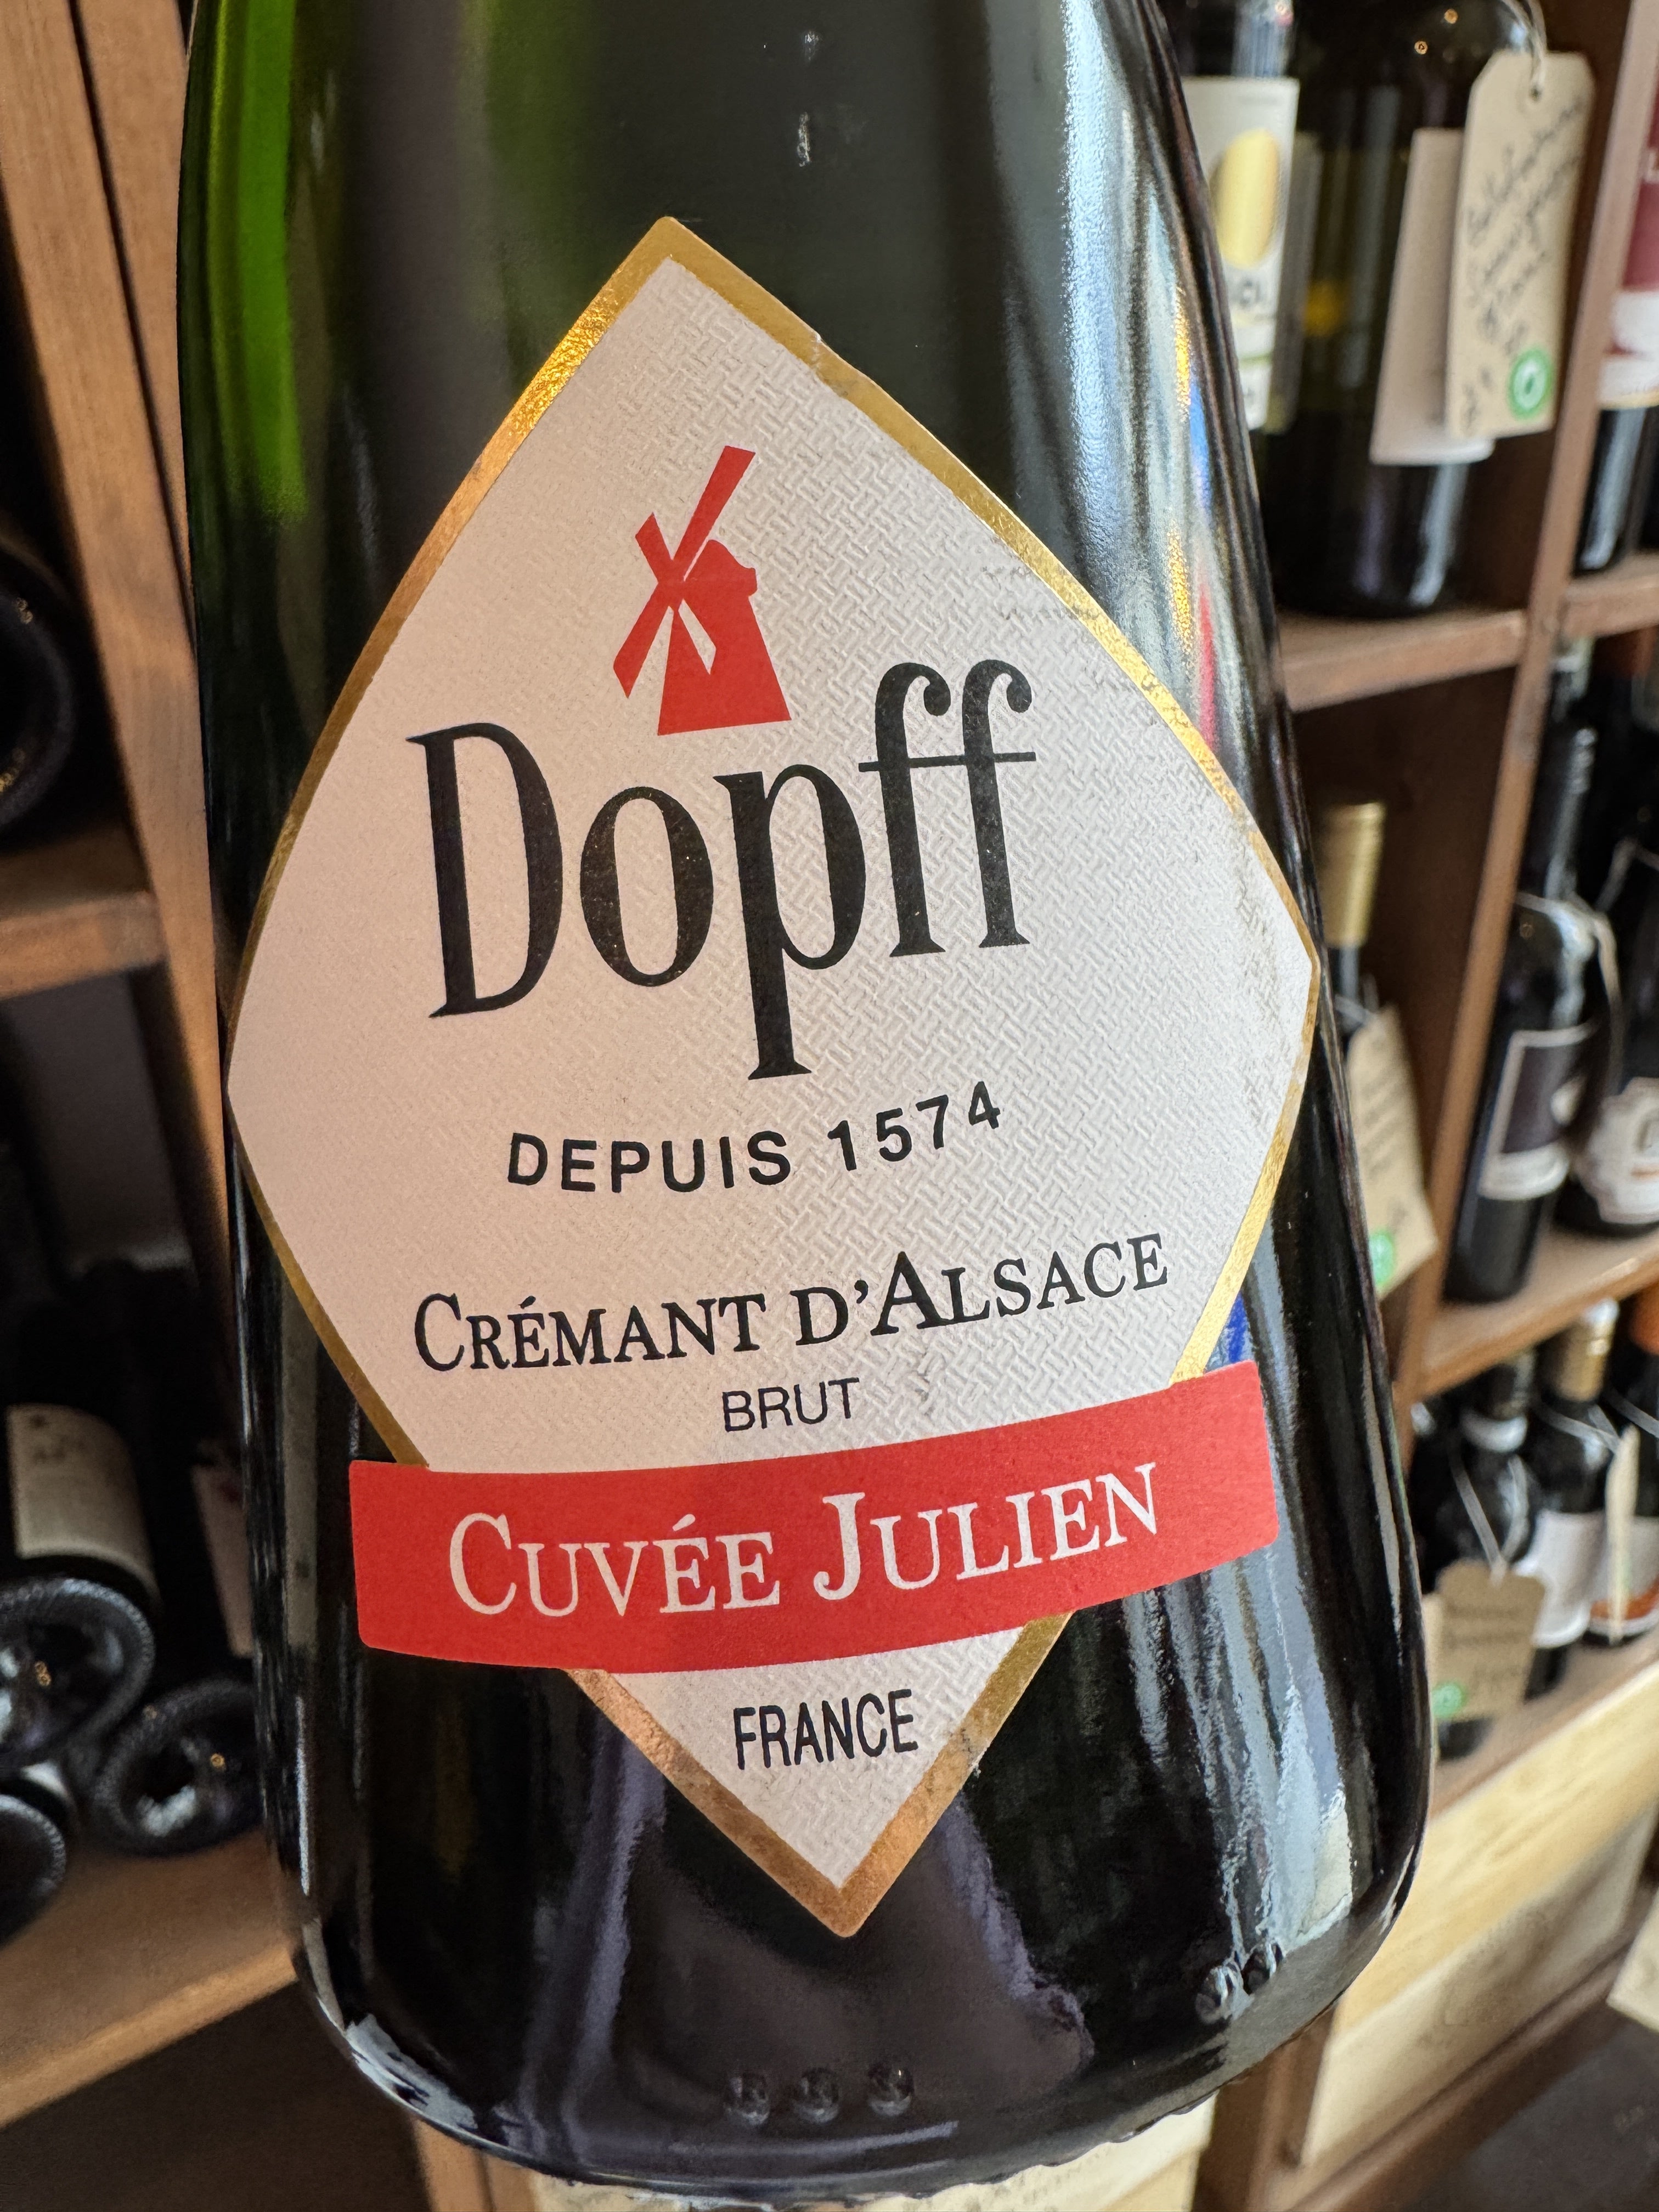 Dopff
DEPUIS 1574
CRÉMANT D'ALSACE
BRUT
CUVÉE JULIEN
FRANCE